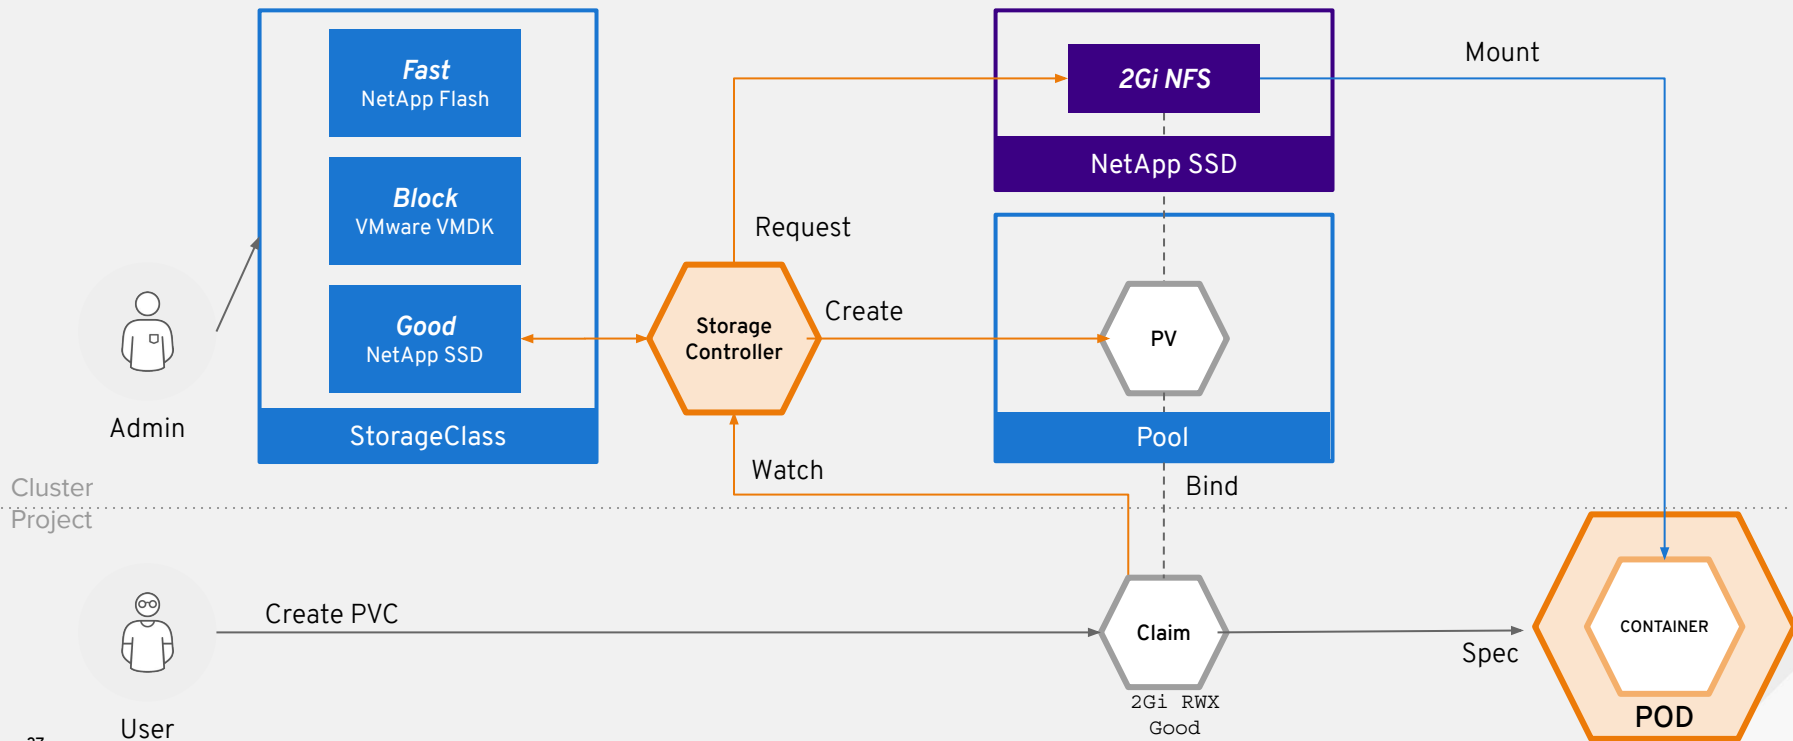 Fast
NetApp Flash
Block
VMware VMDK
Good
NetApp SSD
StorageClass
Admin
Storage
Controller
Request
Create
Watch
2Gi NFS
NetApp SSD
PV
Pool
Bind
Mount
Cluster
Project
User
Create PVC
Claim
2Gi RWX
Good
Spec
CONTAINER
POD